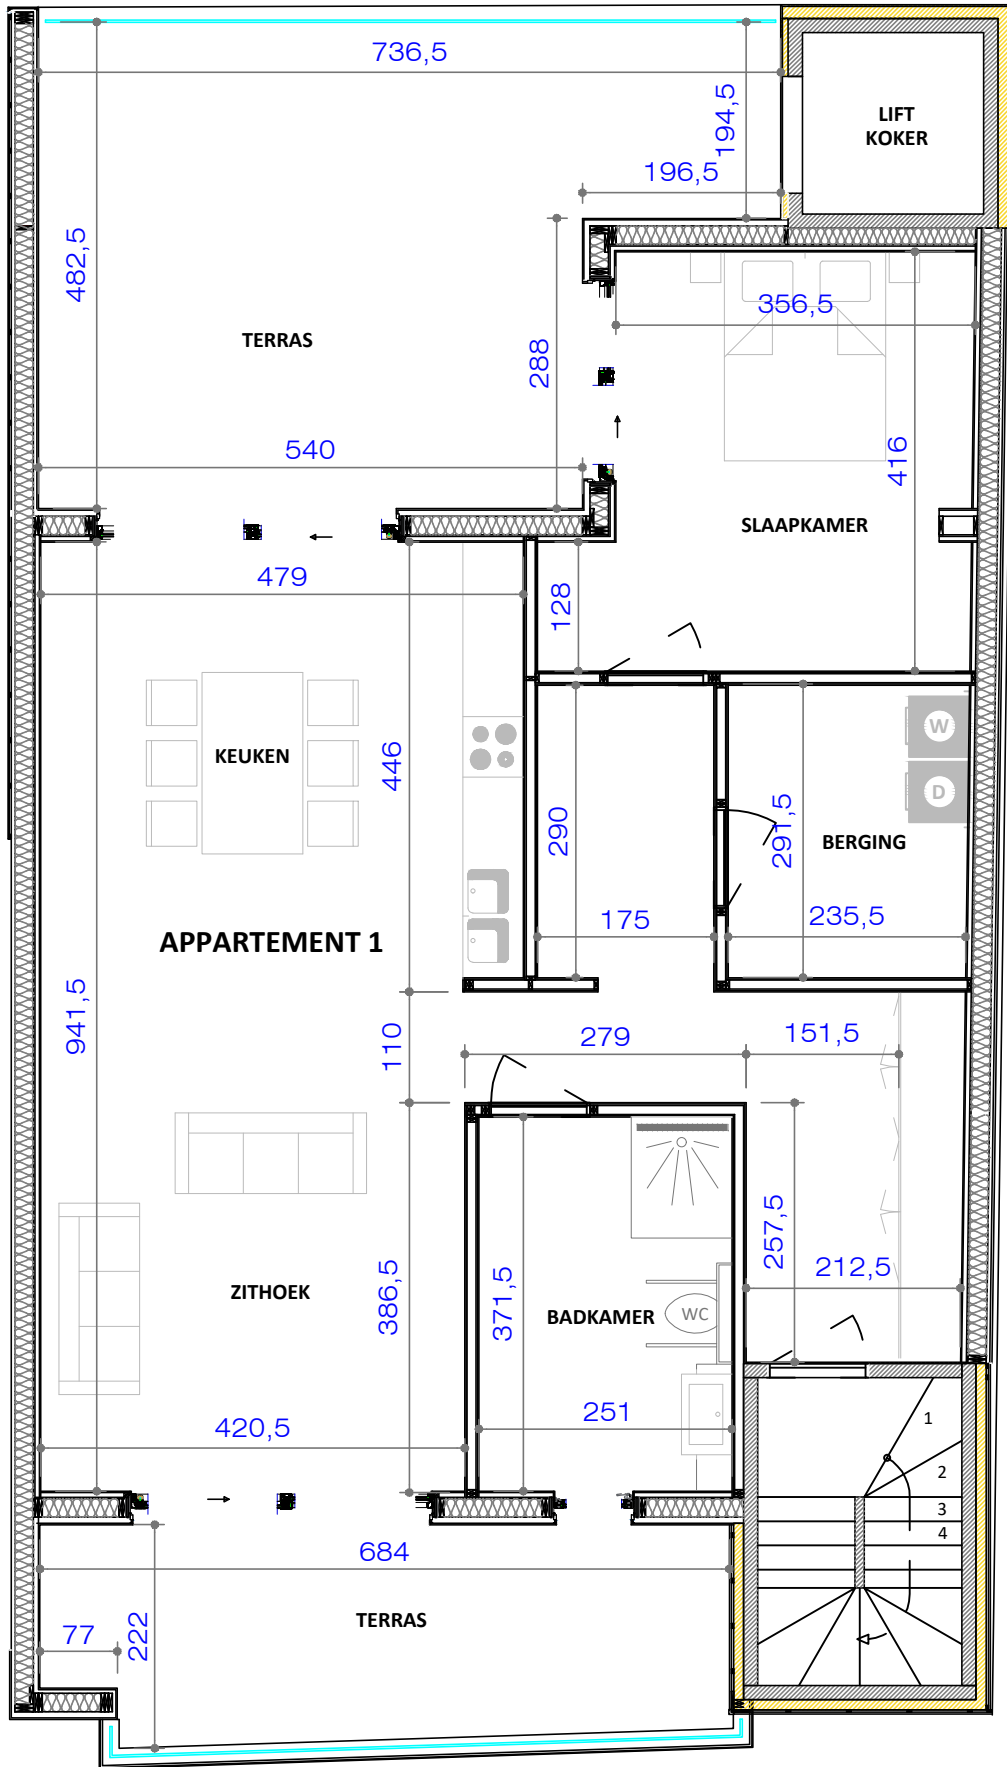 736,5
194,5
LIFT
KOKER
196,5
482,5
356,5
TERRAS
288
540
416
SLAAPKAMER
479
128
KEUKEN
446
W
D
290
291,5
BERGING
175
235,5
APPARTEMENT 1
941,5
110
279
151,5
257,5
212,5
ZITHOEK
386,5
371,5
BADKAMER
WC
251
420,5
1
2
3
4
684
77
222
TERRAS